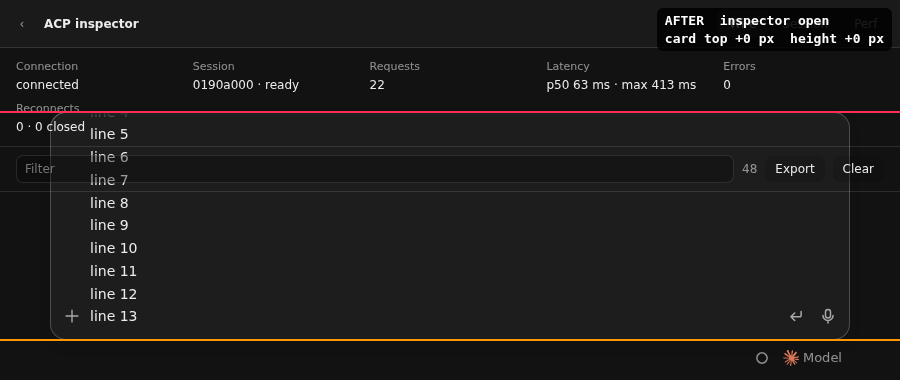 ‹ ACP inspector
AFTER inspector open
Perf
card top +0 px height +0 px
Connection Session Requests Latency Errors
connected 0190a000 · ready 22 p50 63 ms · max 413 ms 0
Reconnects
0 · 0 closed
line 5
line 6
Filter 48 Export Clear
line 7
line 8
line 9
line 10
line 11
line 12
line 13
Model